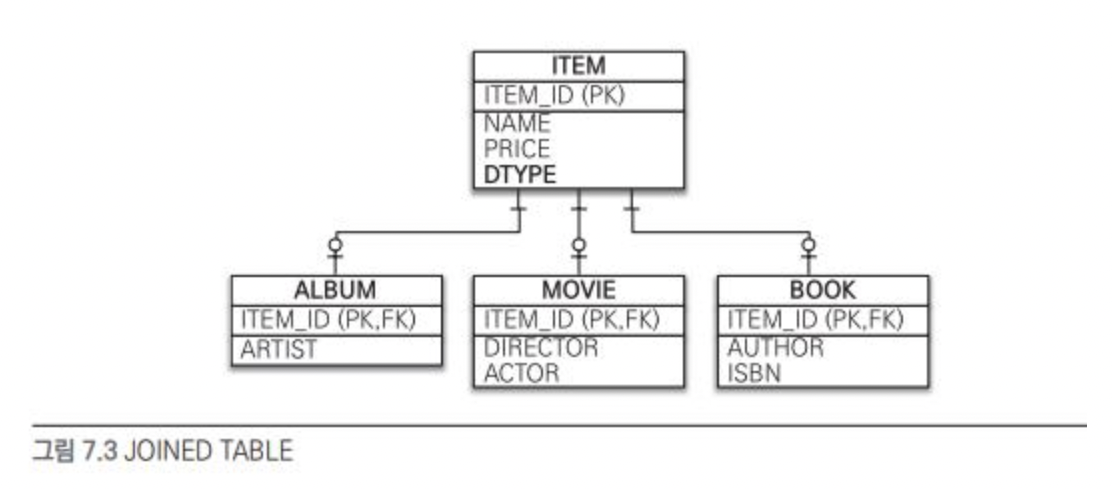 ITEM
ITEM_ID (PK)
NAME
PRICE
DTYPE
ALBUM
ITEM_ID (PK,FK)
ARTIST
MOVIE
ITEM_ID (PK,FK)
DIRECTOR
ACTOR
BOOK
ITEM_ID (PK,FK)
AUTHOR
ISBN
그림 7.3 JOINED TABLE